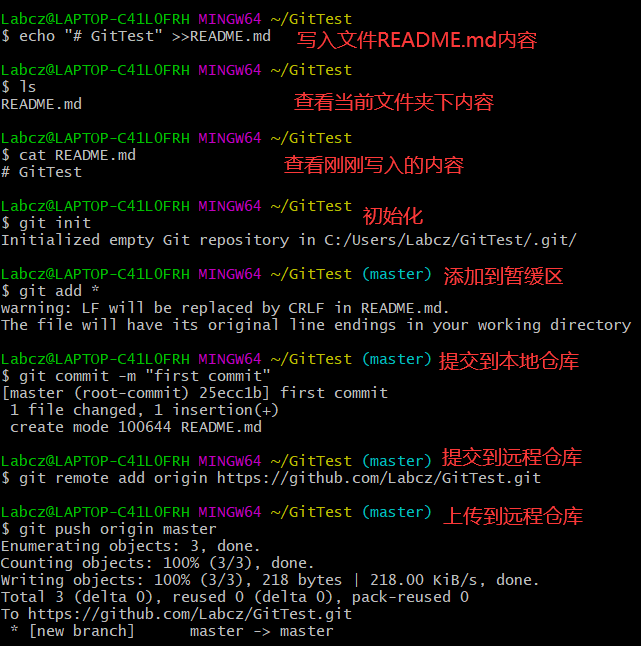 Labcz@LAPTOP-C41L0FRH MINGW64 ~/GitTest
$ echo "# GitTest" >>README.md 写入文件README.md内容
Labcz@LAPTOP-C41L0FRH MINGW64 ~/GitTest
$ ls
README.md 查看当前文件夹下内容
Labcz@LAPTOP-C41L0FRH MINGW64 ~/GitTest
$ cat README.md 查看刚刚写入的内容
# GitTest
Labcz@LAPTOP-C41L0FRH MINGW64 ~/GitTest 初始化
$ git init
Initialized empty Git repository in C:/Users/Labcz/GitTest/.git/
Labcz@LAPTOP-C41L0FRH MINGW64 ~/GitTest (master) 添加到暂缓区
$ git add *
warning: LF will be replaced by CRLF in README.md.
The file will have its original line endings in your working directory
Labcz@LAPTOP-C41L0FRH MINGW64 ~/GitTest (master) 提交到本地仓库
$ git commit -m "first commit"
[master (root-commit) 25ecc1b] first commit
 1 file changed, 1 insertion(+)
 create mode 100644 README.md
Labcz@LAPTOP-C41L0FRH MINGW64 ~/GitTest (master) 提交到远程仓库
$ git remote add origin https://github.com/Labcz/GitTest.git
Labcz@LAPTOP-C41L0FRH MINGW64 ~/GitTest (master) 上传到远程仓库
$ git push origin master
Enumerating objects: 3, done.
Counting objects: 100% (3/3), done.
Writing objects: 100% (3/3), 218 bytes | 218.00 KiB/s, done.
Total 3 (delta 0), reused 0 (delta 0), pack-reused 0
To https://github.com/Labcz/GitTest.git
 * [new branch]      master -> master